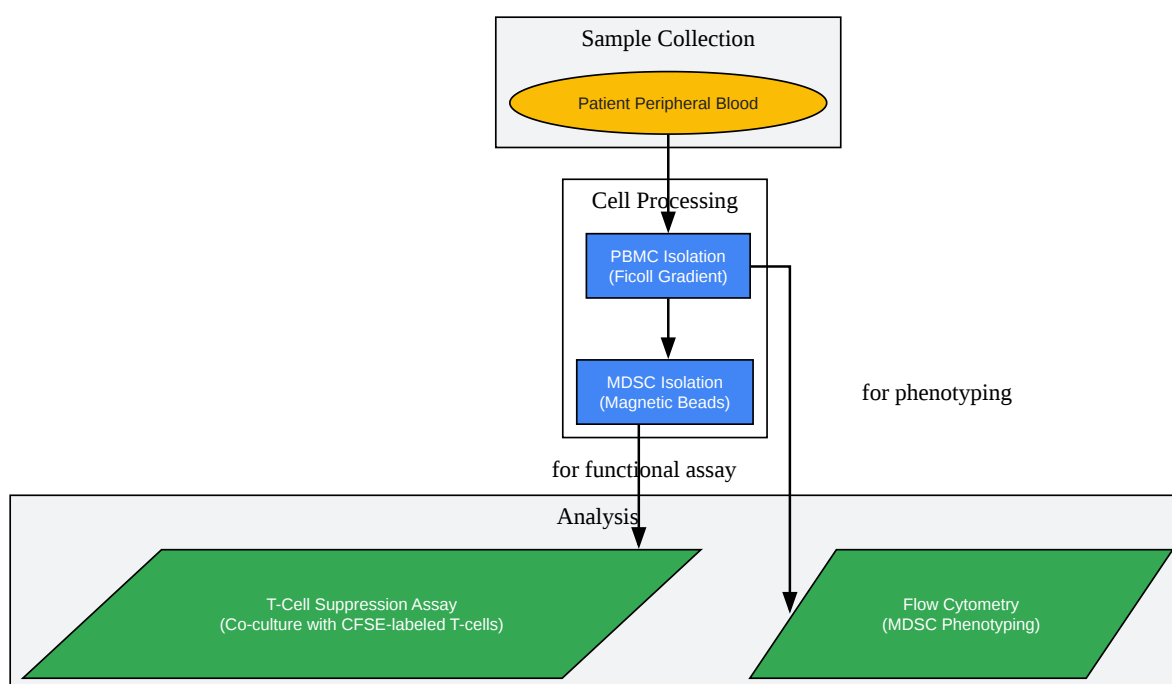 Sample Collection
Patient Peripheral Blood
Cell Processing
PBMC Isolation
(Ficoll Gradient)
MDSC Isolation
(Magnetic Beads)
for phenotyping
for functional assay
Analysis
T-Cell Suppression Assay
(Co-culture with CFSE-labeled T-cells)
Flow Cytometry
(MDSC Phenotyping)